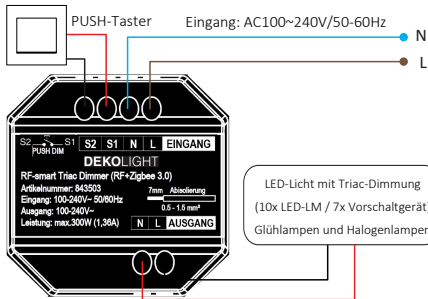 PUSH-Taster
Eingang: AC100~240V/50-60Hz
N
L
S2 S1
PUSH DIM
S2 S1 N L EINGANG
DEKOLIGHT
RF-smart Triac Dimmer (RF+Zigbee 3.0)
Artikelnummer: 843503
7mm Abisolierung
Eingang: 100-240V~ 50/60Hz
Ausgang: 100-240V~
0.5 - 1.5 mm²
Leistung: max.300W (1,36A)
N L AUSGANG
LED-Licht mit Triac-Dimmung
(10x LED-LM / 7x Vorschaltgerät)
Glühlampen und Halogenlampen